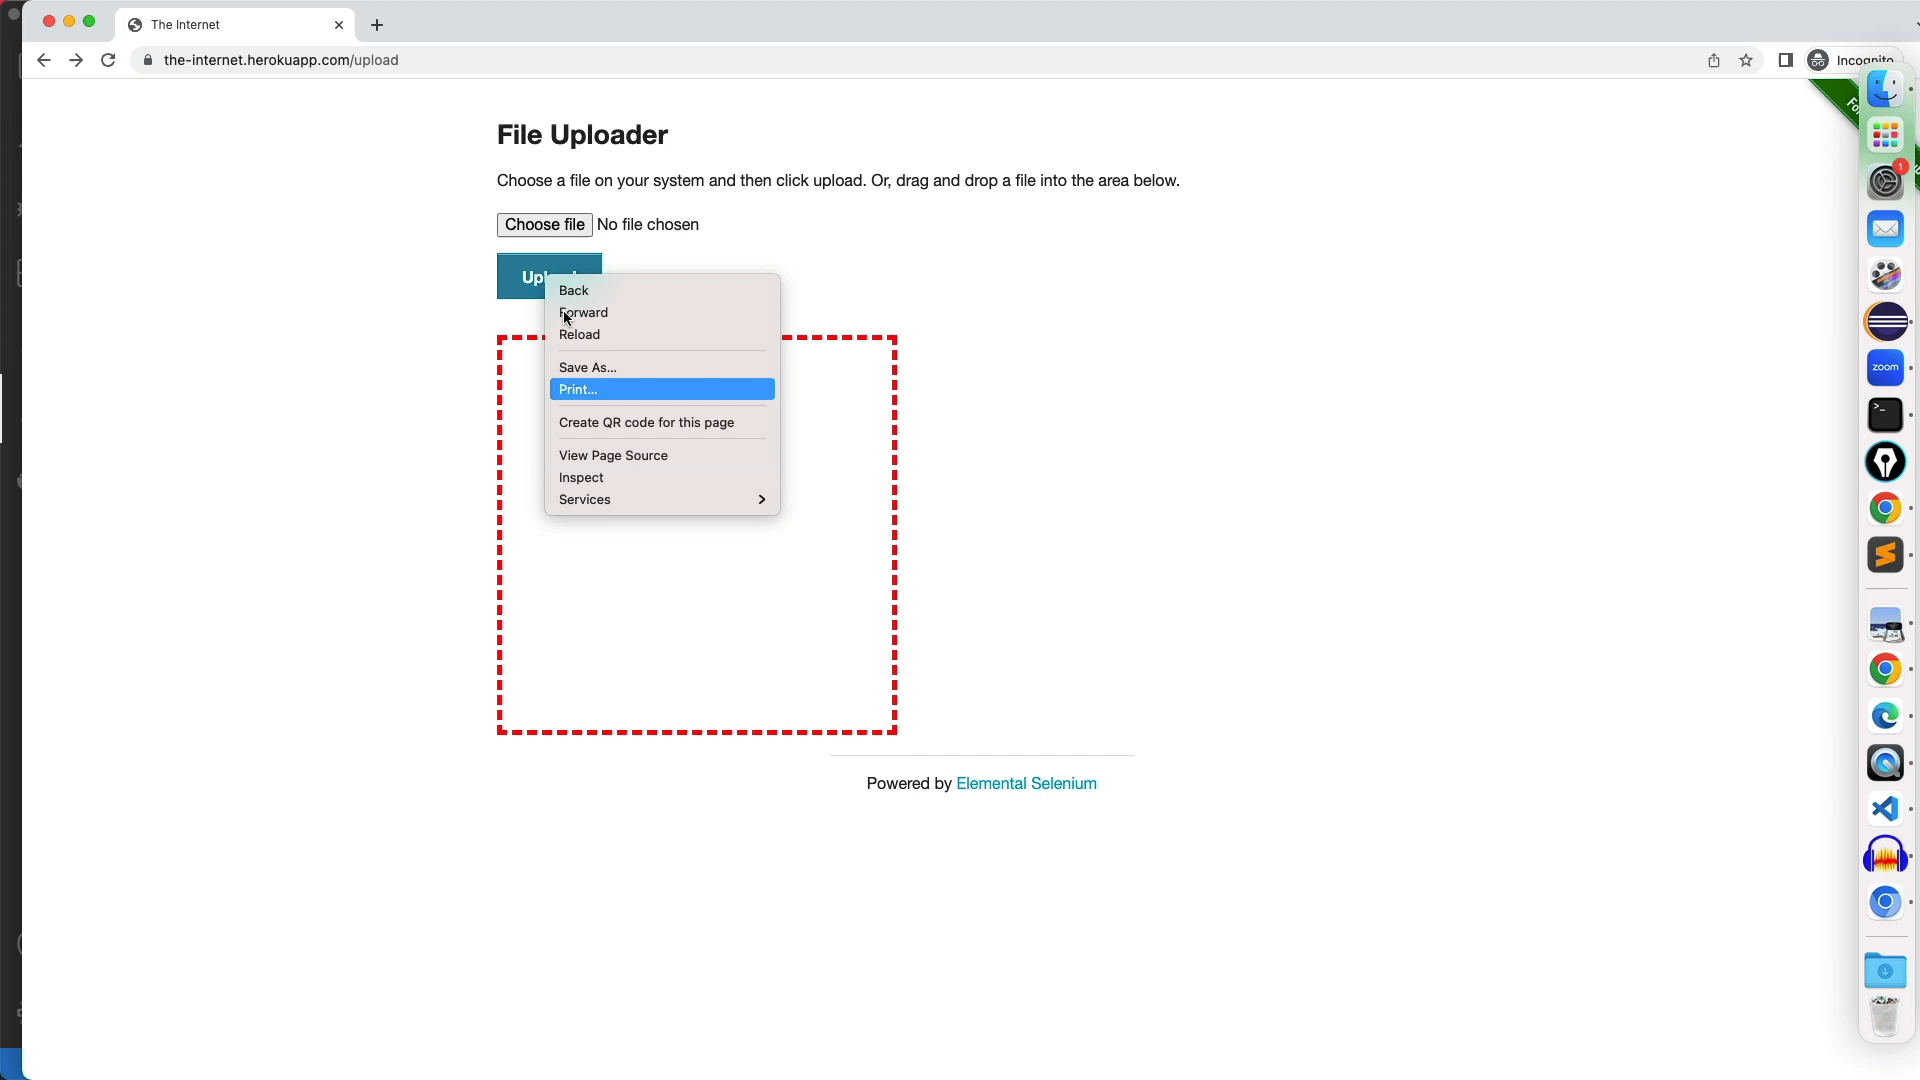 The Internet
the-internet.herokuapp.com/upload
Incognito
File Uploader
Choose a file on your system and then click upload. Or, drag and drop a file into the area below.
Choose file No file chosen
Back
Forward
Reload
Save As...
Print...
Create QR code for this page
View Page Source
Inspect
Services
Powered by Elemental Selenium
1
zoom